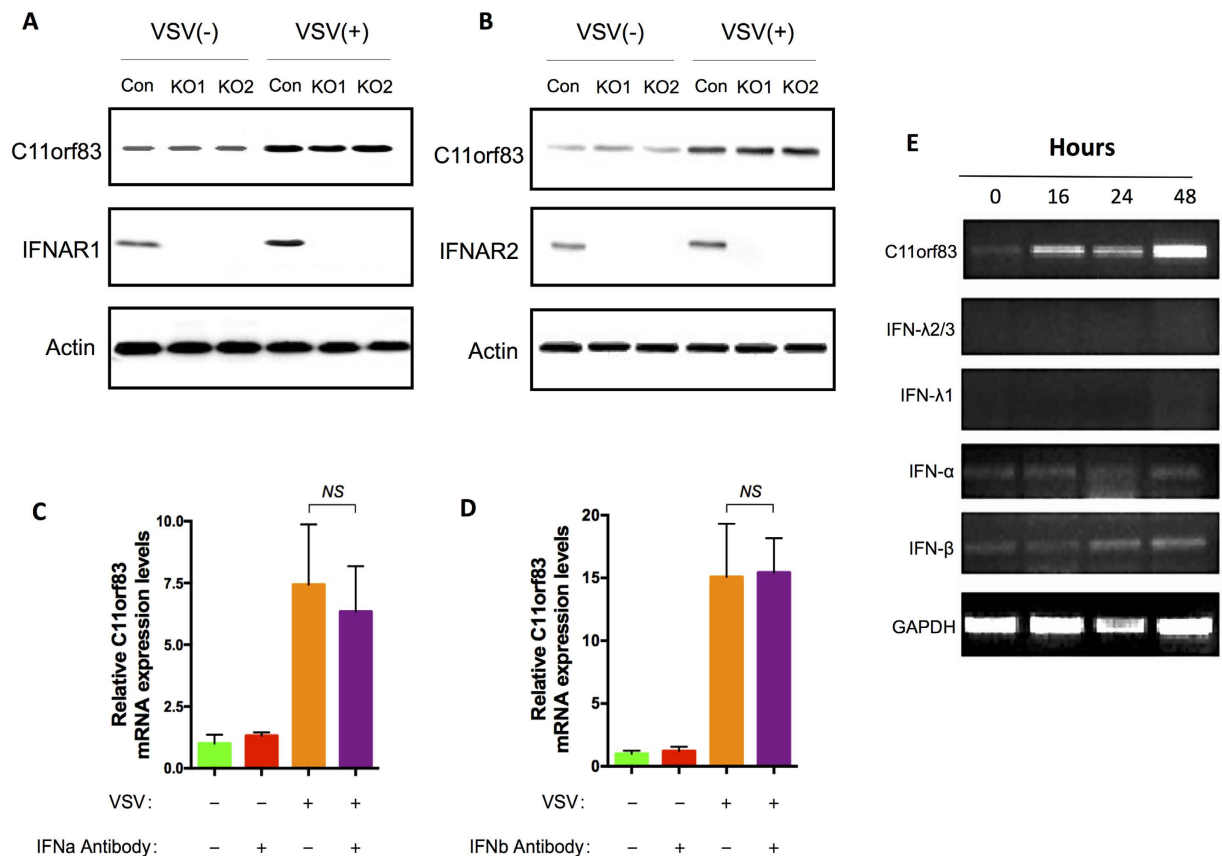 A
VSV(-) VSV(+)
Con KO1 KO2 Con KO1 KO2
C11orf83
IFNAR1
Actin
B
VSV(-) VSV(+)
Con KO1 KO2 Con KO1 KO2
C11orf83
IFNAR2
Actin
C
NS
Relative C11orf83
mRNA expression levels
10.0
7.5
5.0
2.5
0.0
VSV: – – + +
IFNa Antibody: – + – +
D
NS
Relative C11orf83
mRNA expression levels
20
15
10
5
0
VSV: – – + +
IFNb Antibody: – + – +
E
Hours
0 16 24 48
C11orf83
IFN-λ2/3
IFN-λ1
IFN-α
IFN-β
GAPDH